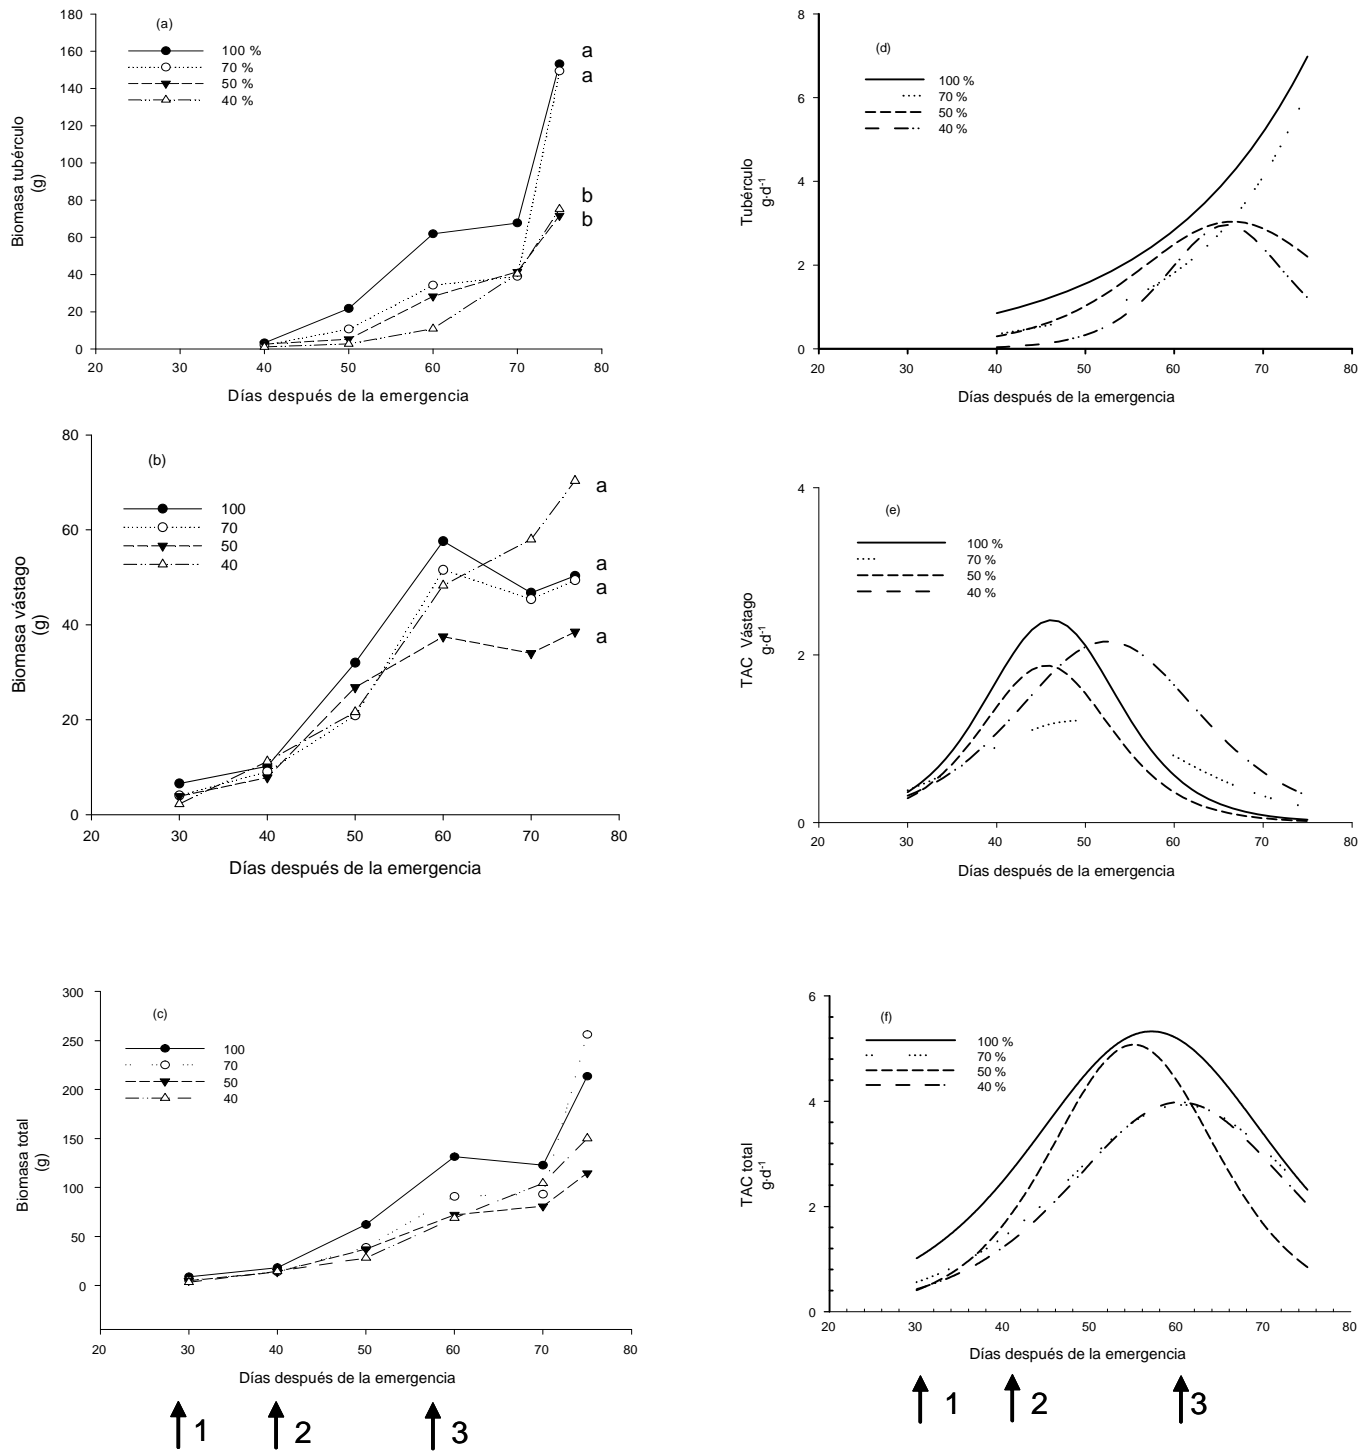 (a)
100 %
70 %
50 %
40 %
180
160
140
120
100
80
60
40
20
0
a
a
b
b
Biomasa tubérculo
(g)
20 30 40 50 60 70 80
Días después de la emergencia
(d)
100 %
70 %
50 %
40 %
8
6
4
2
0
Tubérculo
g·d-1
20 30 40 50 60 70 80
Días después de la emergencia
(b)
100
70
50
40
80
60
40
20
0
a
a
a
a
Biomasa vástago
(g)
20 30 40 50 60 70 80
Días después de la emergencia
(e)
100 %
70 %
50 %
40 %
4
2
0
TAC Vástago
g·d-1
20 30 40 50 60 70 80
Días después de la emergencia
(c)
100
70
50
40
300
250
200
150
100
50
0
Biomasa total
(g)
20 30 40 50 60 70 80
Días después de la emergencia
1 2 3
(f)
100 %
70 %
50 %
40 %
6
4
2
0
TAC total
g·d-1
20 30 40 50 60 70 80
Días después de la emergencia
1 2 3